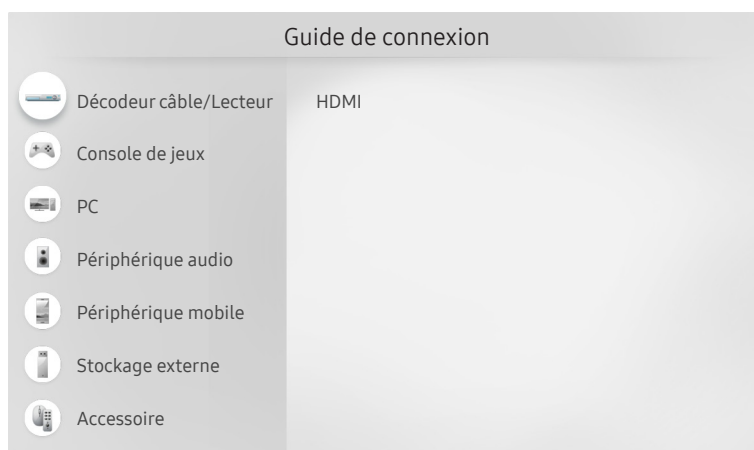 Guide de connexion
Décodeur câble/Lecteur
HDMI
Console de jeux
PC
Périphérique audio
Périphérique mobile
Stockage externe
Accessoire